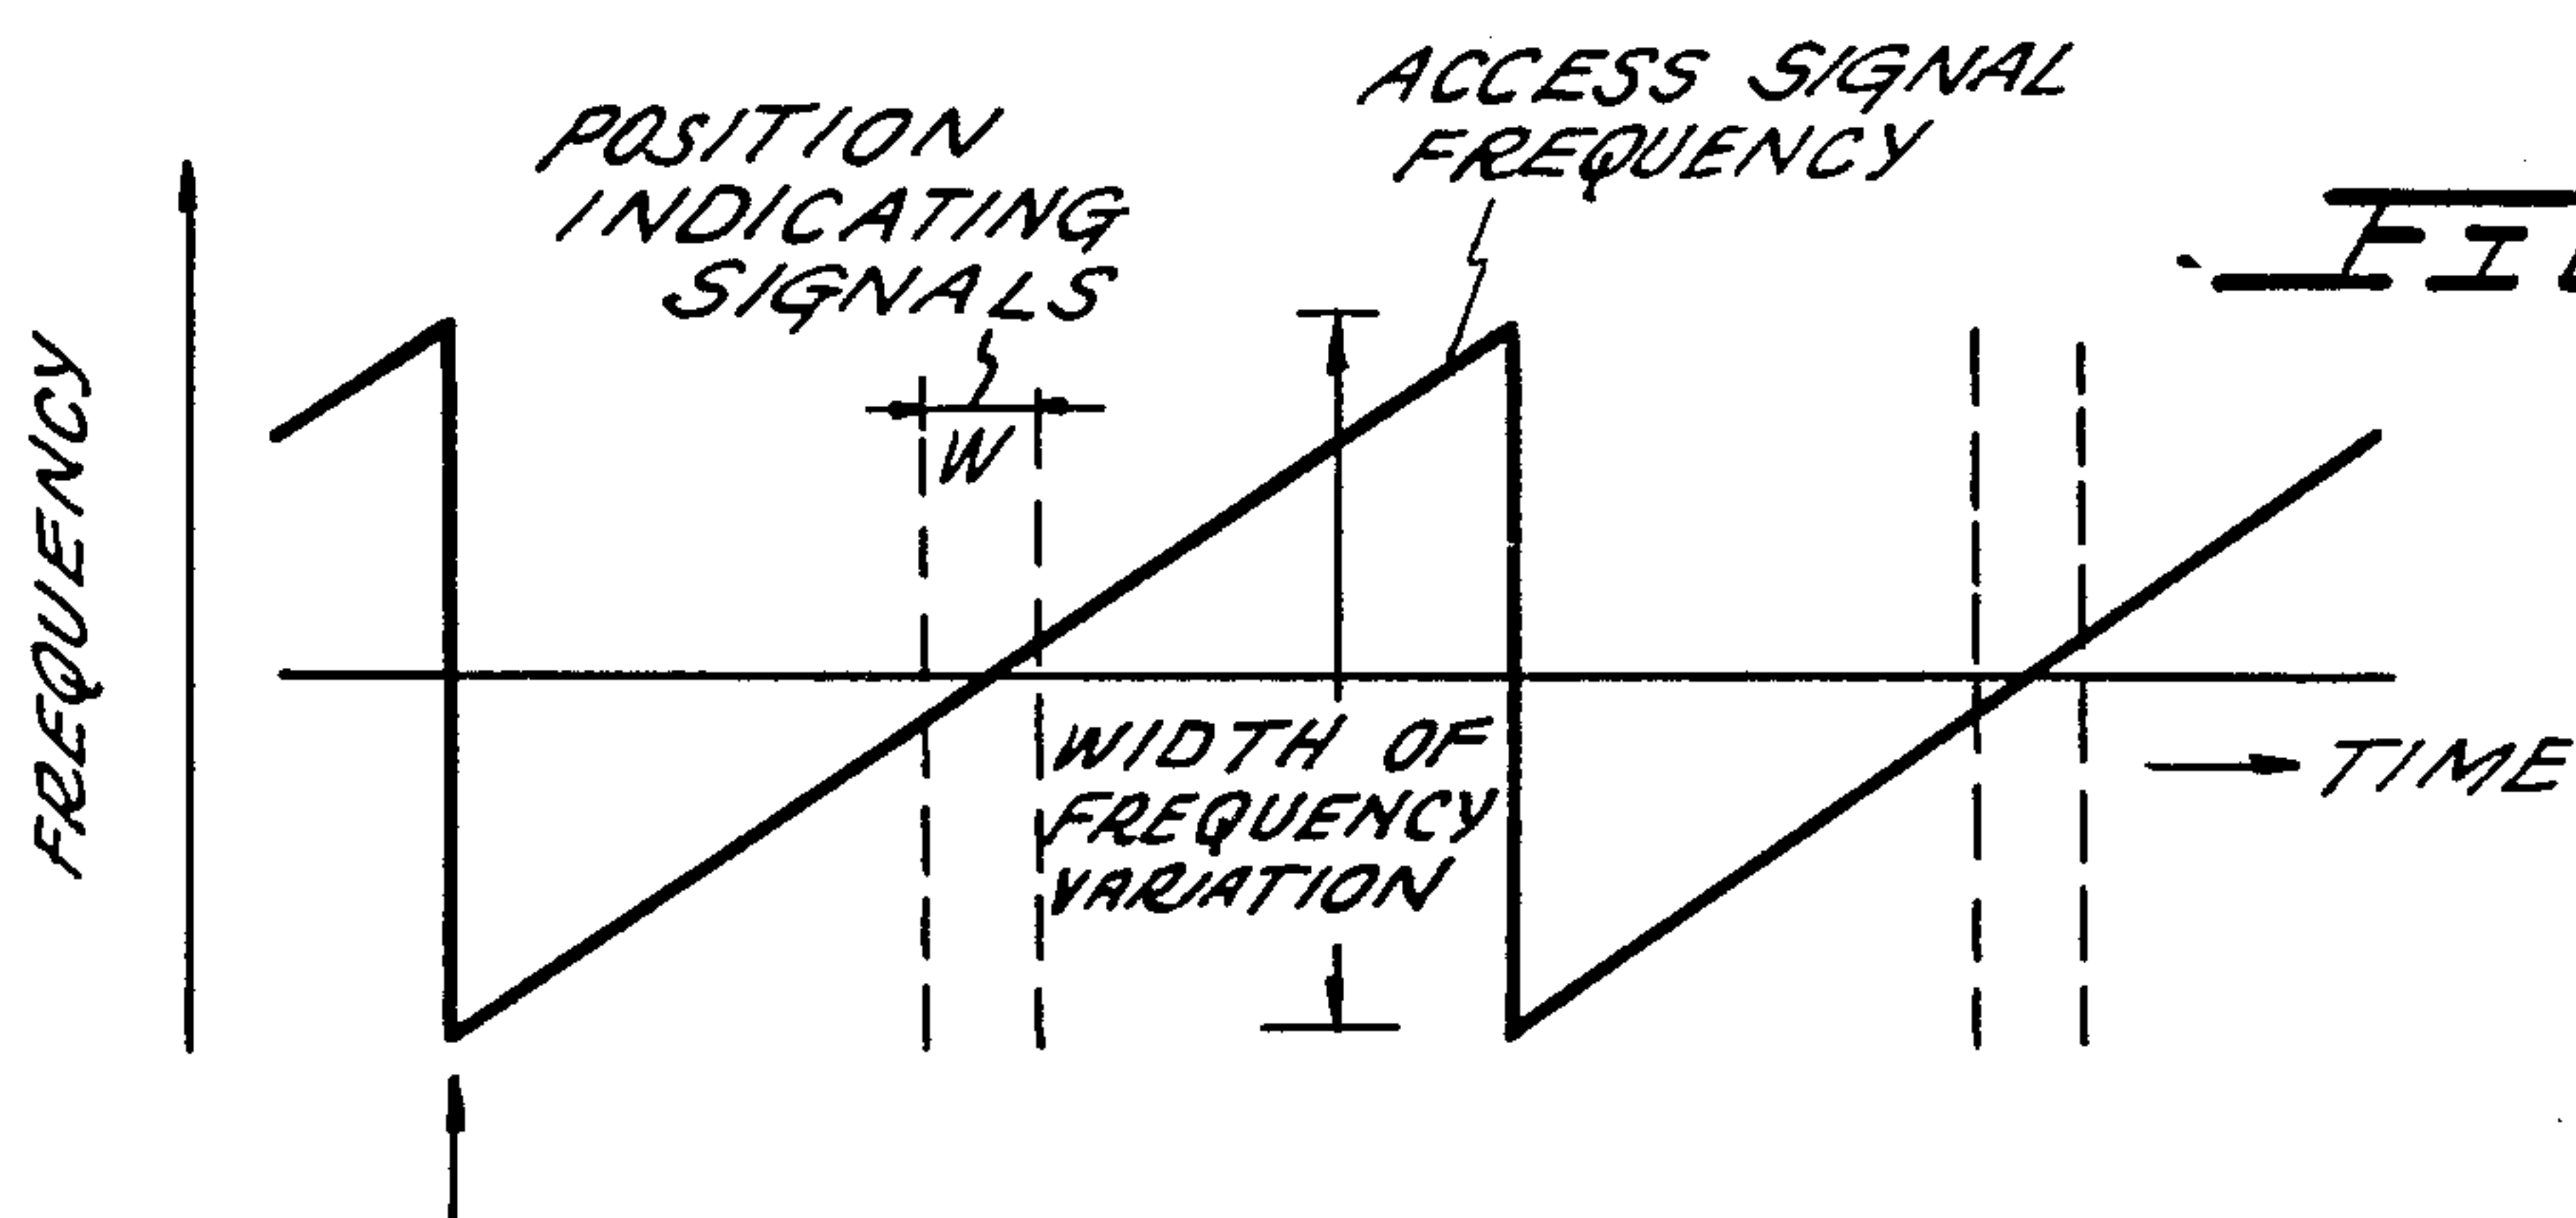 POSITION
INDICATING
SIGNALS
ACCESS SIGNAL
FREQUENCY
W
FREQUENCY
WIDTH OF
FREQUENCY
VARIATION
TIME